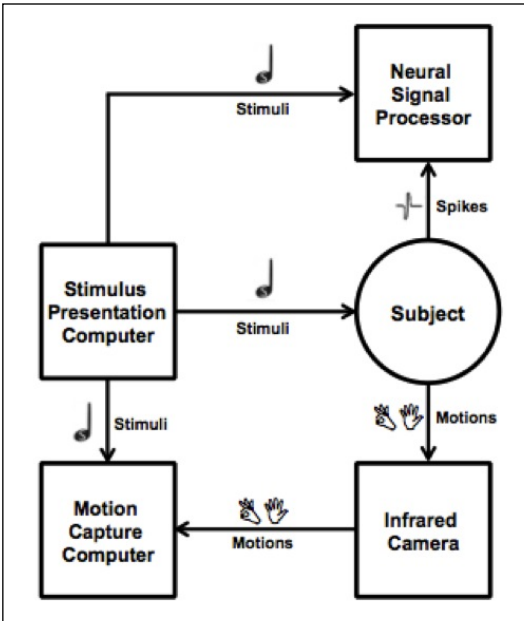 Neural
Signal
Processor
Stimuli
Spikes
Stimulus
Presentation
Computer
Stimuli
Subject
Stimuli
Motions
Motion
Capture
Computer
Motions
Infrared
Camera